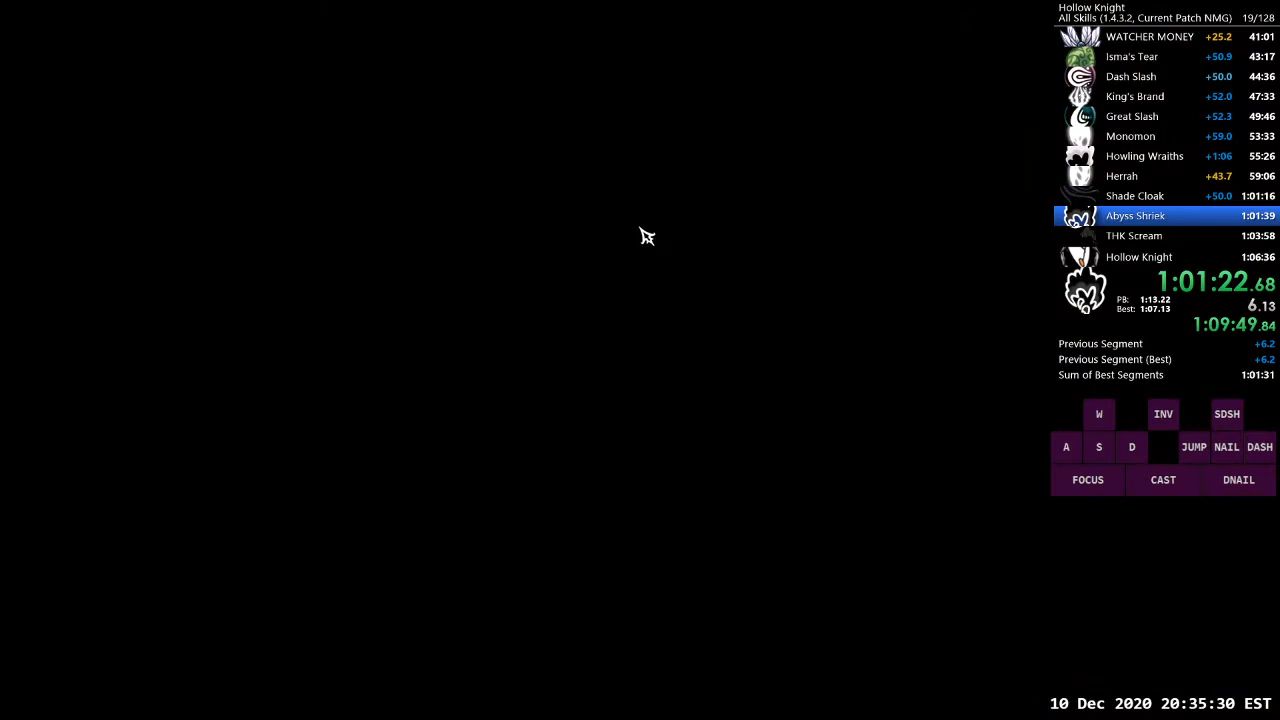 Hollow Knight
All Skills (1.4.3.2, Current Patch NMG) 19/128
WATCHER MONEY +25.2 41:01
Isma's Tear +50.9 43:17
Dash Slash +50.0 44:36
King's Brand +52.0 47:33
Great Slash +52.3 49:46
Monomon +59.0 53:33
Howling Wraiths +1:06 55:26
Herrah +43.7 59:06
Shade Cloak +50.0 1:01:16
Abyss Shriek 1:01:39
THK Scream 1:03:58
Hollow Knight 1:06:36
1:01:22.68
PB: 1:13.22 6.13
Best: 1:07.13
1:09:49.84
Previous Segment +6.2
Previous Segment (Best) +6.2
Sum of Best Segments 1:01:31
W INV SDSH
A S D JUMP NAIL DASH
FOCUS CAST DNAIL
10 Dec 2020 20:35:30 EST